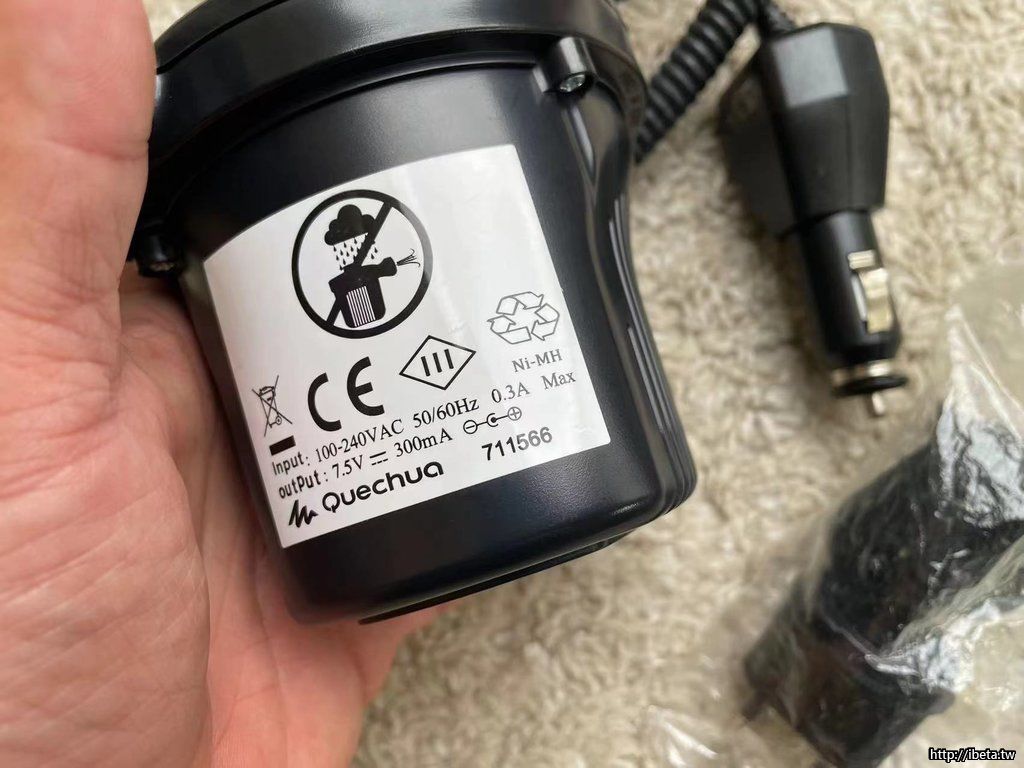 CE
Ni-MH
Input: 100-240VAC 50/60Hz 0.3A Max
outPut: 7.5V ⎓ 300mA
Quechua 711566
http://ibeta.tw